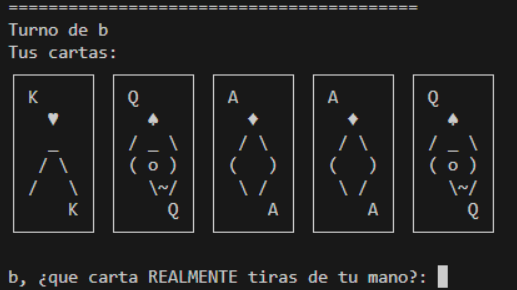 =========================================
Turno de b
Tus cartas:
K Q A A Q
♥ ♠ ♦ ♦ ♠
_ / _ \ / \ / \ / _ \
/ \ ( o ) ( ) ( ) ( o )
/ \ \~/ \ / \ / \~/
K Q A A Q
b, ¿que carta REALMENTE tiras de tu mano?: